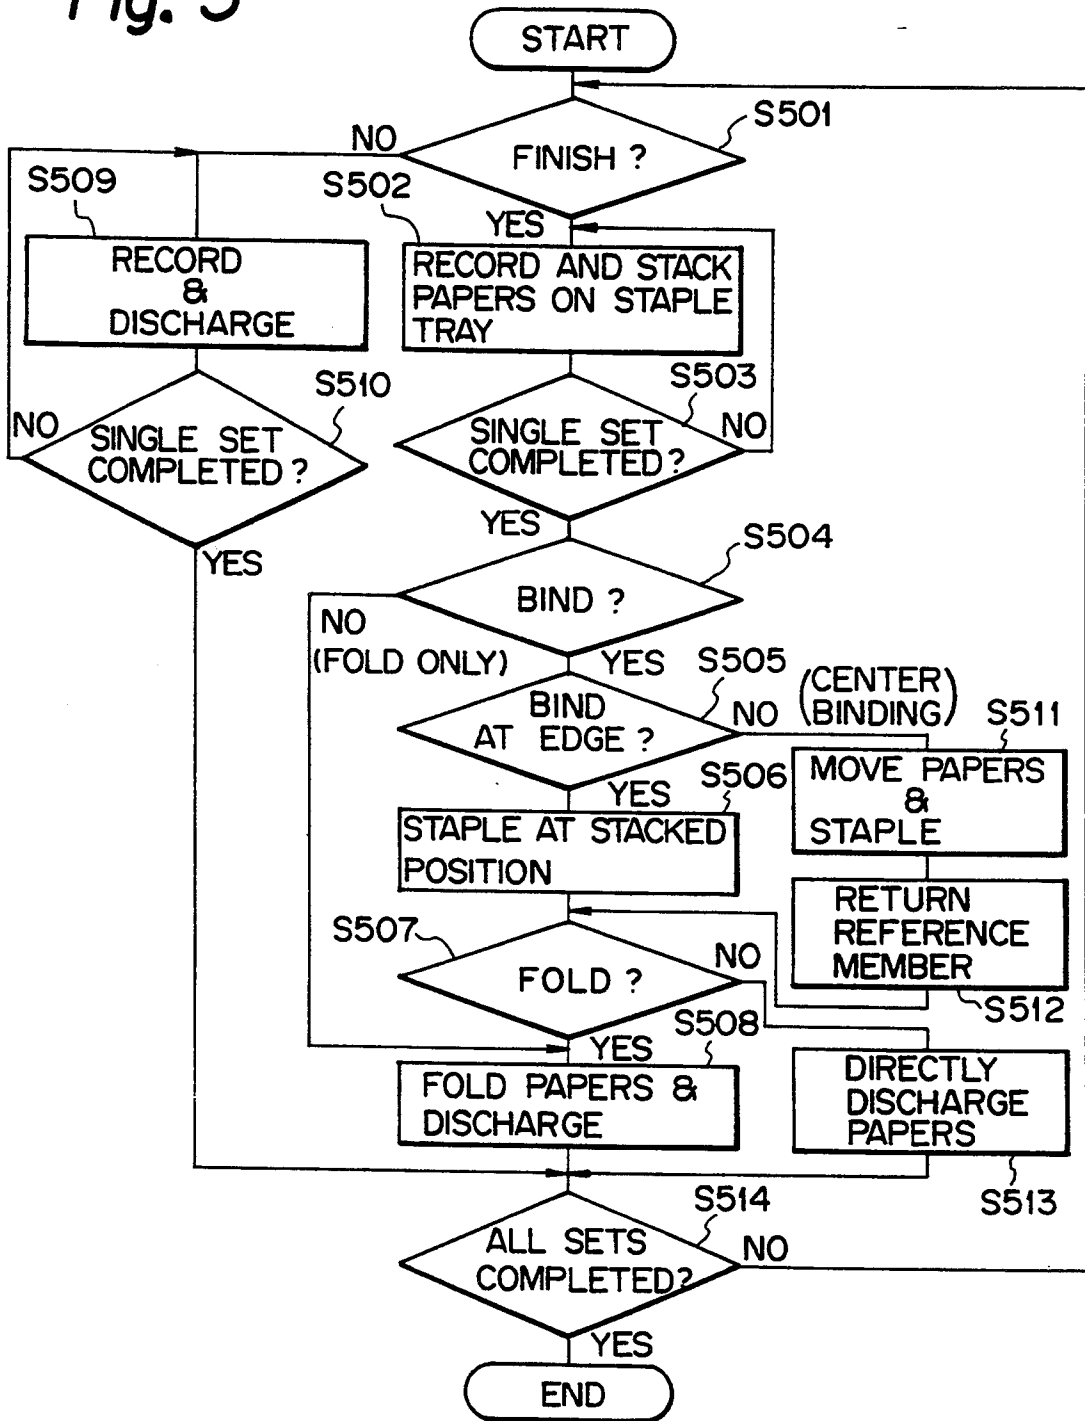 Fig. 5
START
S501
NO
FINISH ?
S509
S502
YES
RECORD
&
DISCHARGE
RECORD AND STACK
PAPERS ON STAPLE
TRAY
S510
S503
NO
SINGLE SET
COMPLETED ?
SINGLE SET
COMPLETED ?
NO
YES
S504
YES
BIND ?
NO
(FOLD ONLY)
YES
S505
(CENTER
BINDING)
NO
S511
BIND
AT EDGE ?
MOVE PAPERS
&
STAPLE
YES
S506
STAPLE AT STACKED
POSITION
RETURN
REFERENCE
MEMBER
S507
NO
FOLD ?
S512
S508
YES
FOLD PAPERS &
DISCHARGE
DIRECTLY
DISCHARGE
PAPERS
S514
S513
ALL SETS
COMPLETED?
NO
YES
END